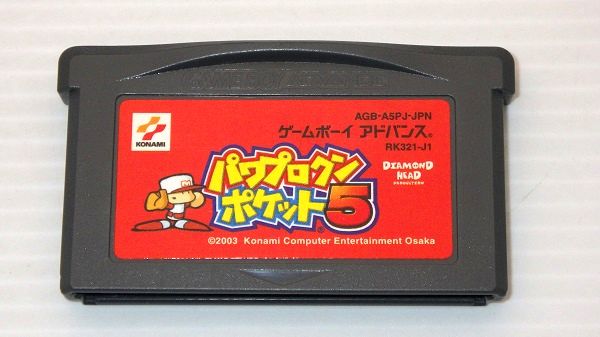 AGB-A5PJ-JPN
ゲームボーイ アドバンス®
RK321-J1
KONAMI
DIAMOND
HEAD
PRODUCTION
パワプロクン
ポケット5®
©2003 Konami Computer Entertainment Osaka